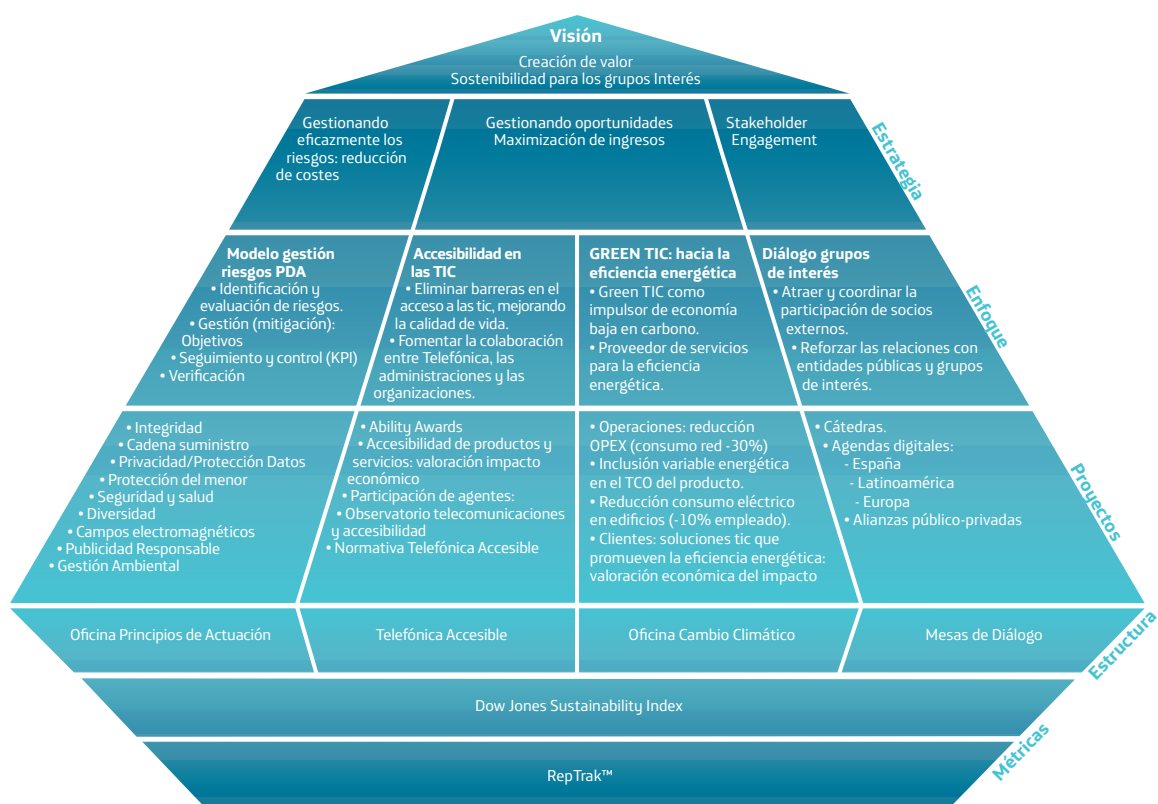 Visión
Creación de valor
Sostenibilidad para los grupos Interés
Gestionando
eficazmente los
riesgos: reducción
de costes
Gestionando oportunidades
Maximización de ingresos
Stakeholder
Engagement
Estrategia
Modelo gestión
riesgos PDA
• Identificación y
evaluación de riesgos.
• Gestión (mitigación):
Objetivos
• Seguimiento y control (KPI)
• Verificación
Accesibilidad en
las TIC
• Eliminar barreras en el
acceso a las tic, mejorando
la calidad de vida.
• Fomentar la colaboración
entre Telefónica, las
administraciones y las
organizaciones.
GREEN TIC: hacia la
eficiencia energética
• Green TIC como
impulsor de economía
baja en carbono.
• Proveedor de servicios
para la eficiencia
energética.
Diálogo grupos
de interés
• Atraer y coordinar la
participación de socios
externos.
• Reforzar las relaciones con
entidades públicas y grupos
de interés.
Enfoque
• Integridad
• Cadena suministro
• Privacidad/Protección Datos
• Protección del menor
• Seguridad y salud
• Diversidad
• Campos electromagnéticos
• Publicidad Responsable
• Gestión Ambiental
• Ability Awards
• Accesibilidad de productos y
servicios: valoración impacto
económico
• Participación de agentes:
• Observatorio telecomunicaciones
y accesibilidad
• Normativa Telefónica Accesible
• Operaciones: reducción
OPEX (consumo red -30%)
• Inclusión variable energética
en el TCO del producto.
• Reducción consumo eléctrico
en edificios (-10% empleado).
• Clientes: soluciones tic que
promueven la eficiencia energética:
valoración económica del impacto
• Cátedras.
• Agendas digitales:
- España
- Latinoamérica
- Europa
• Alianzas público-privadas
Proyectos
Oficina Principios de Actuación
Telefónica Accesible
Oficina Cambio Climático
Mesas de Diálogo
Estructura
Dow Jones Sustainability Index
RepTrak™
Métricas